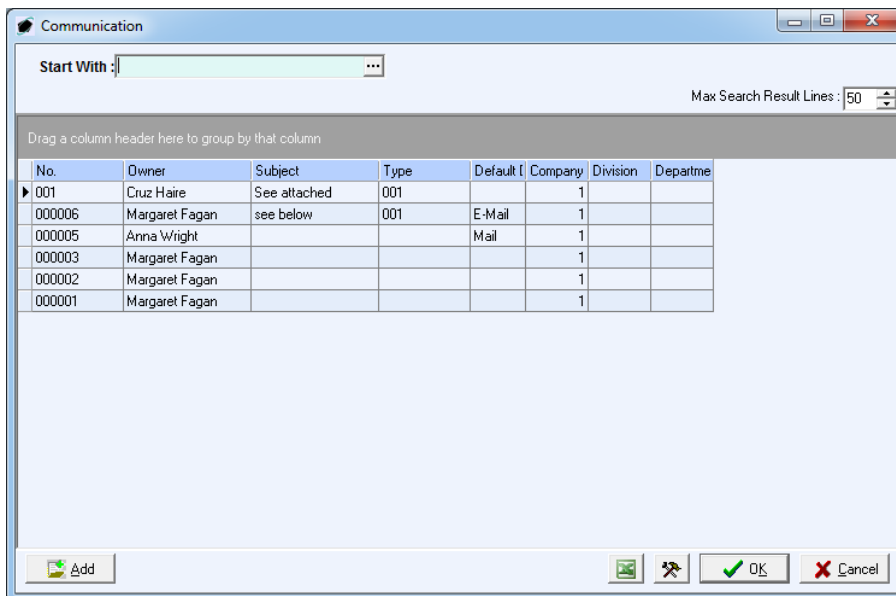 Communication
Start With :
...
Max Search Result Lines : 50
Drag a column header here to group by that column
No. Owner Subject Type Default [ Company Division Departme
001 Cruz Haire See attached 001 1
000006 Margaret Fagan see below 001 E-Mail 1
000005 Anna Wright Mail 1
000003 Margaret Fagan 1
000002 Margaret Fagan 1
000001 Margaret Fagan 1
Add OK Cancel